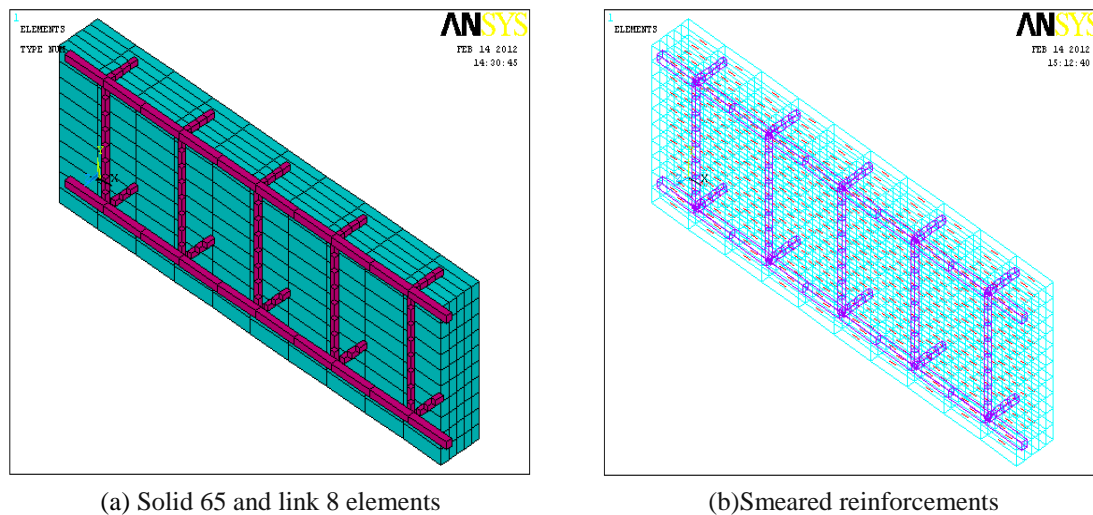 1
ELEMENTS
TYPE NUM
ANSYS
FEB 14 2012
14:30:45
Y
X
(a) Solid 65 and link 8 elements
1
ELEMENTS
ANSYS
FEB 14 2012
15:12:40
X
(b)Smeared reinforcements